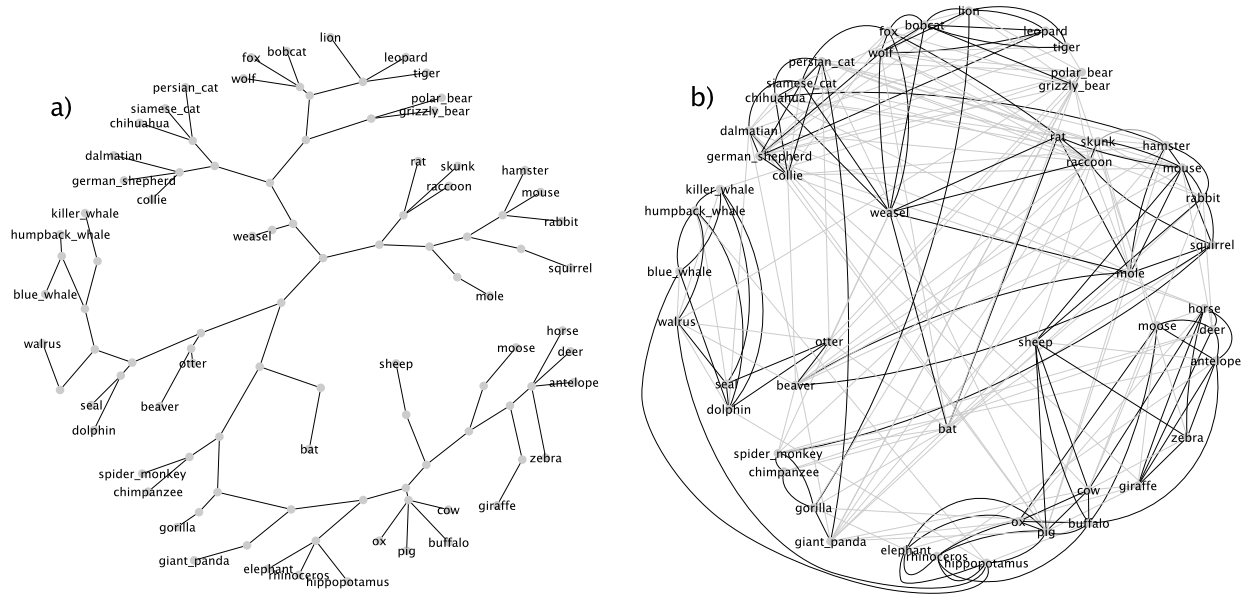 a)
lion
bobcat
fox
leopard
wolf
tiger
persian_cat
polar_bear
siamese_cat
grizzly_bear
chihuahua
dalmatian
rat
skunk
hamster
german_shepherd
raccoon
mouse
collie
killer_whale
rabbit
humpback_whale
weasel
squirrel
blue_whale
mole
walrus
horse
moose
deer
otter
sheep
antelope
seal
beaver
dolphin
bat
zebra
spider_monkey
chimpanzee
giraffe
cow
gorilla
ox
pig
buffalo
giant_panda
elephant
rhinoceros
hippopotamus
b)
lion
bobcat
fox
leopard
wolf
tiger
persian_cat
polar_bear
siamese_cat
grizzly_bear
chihuahua
dalmatian
rat
skunk
hamster
german_shepherd
raccoon
mouse
collie
killer_whale
rabbit
humpback_whale
weasel
squirrel
blue_whale
mole
horse
walrus
moose
deer
otter
sheep
antelope
seal
beaver
dolphin
bat
zebra
spider_monkey
chimpanzee
giraffe
cow
gorilla
ox
buffalo
pig
giant_panda
elephant
rhinoceros
hippopotamus